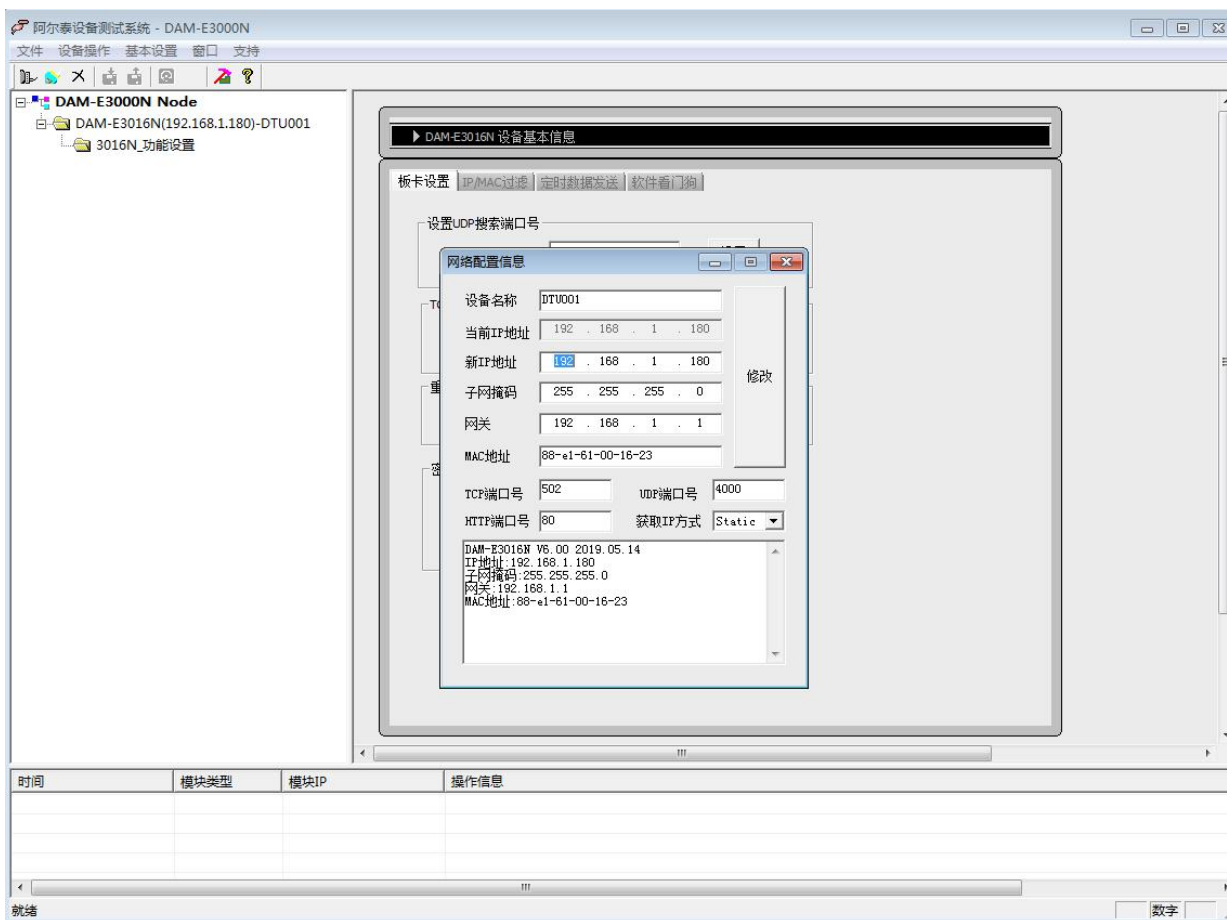 阿尔泰设备测试系统 - DAM-E3000N
文件 设备操作 基本设置 窗口 支持
DAM-E3000N Node
DAM-E3016N(192.168.1.180)-DTU001
3016N_功能设置
DAM-E3016N 设备基本信息
板卡设置 IP/MAC过滤 定时数据发送 软件看门狗
设置UDP搜索端口号
网络配置信息
设备名称 DTU001
当前IP地址 192 . 168 . 1 . 180
新IP地址 192 . 168 . 1 . 180
修改
子网掩码 255 . 255 . 255 . 0
网关 192 . 168 . 1 . 1
MAC地址 88-e1-61-00-16-23
TCP端口号 502 UDP端口号 4000
HTTP端口号 80 获取IP方式 Static
DAM-E3016N V6.00 2019.05.14
IP地址:192.168.1.180
子网掩码:255.255.255.0
网关:192.168.1.1
MAC地址:88-e1-61-00-16-23
时间 模块类型 模块IP 操作信息
就绪 数字